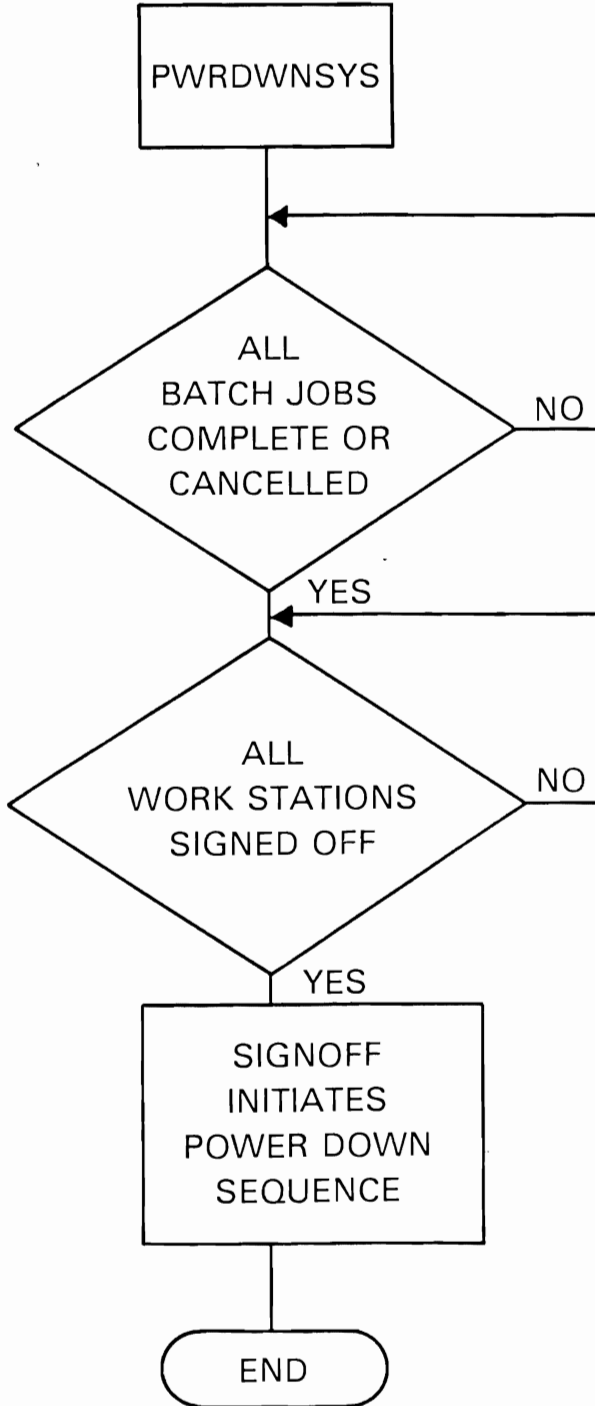 PWRDWNSYS
ALL
BATCH JOBS
COMPLETE OR
CANCELLED
NO
YES
ALL
WORK STATIONS
SIGNED OFF
NO
YES
SIGNOFF
INITIATES
POWER DOWN
SEQUENCE
END